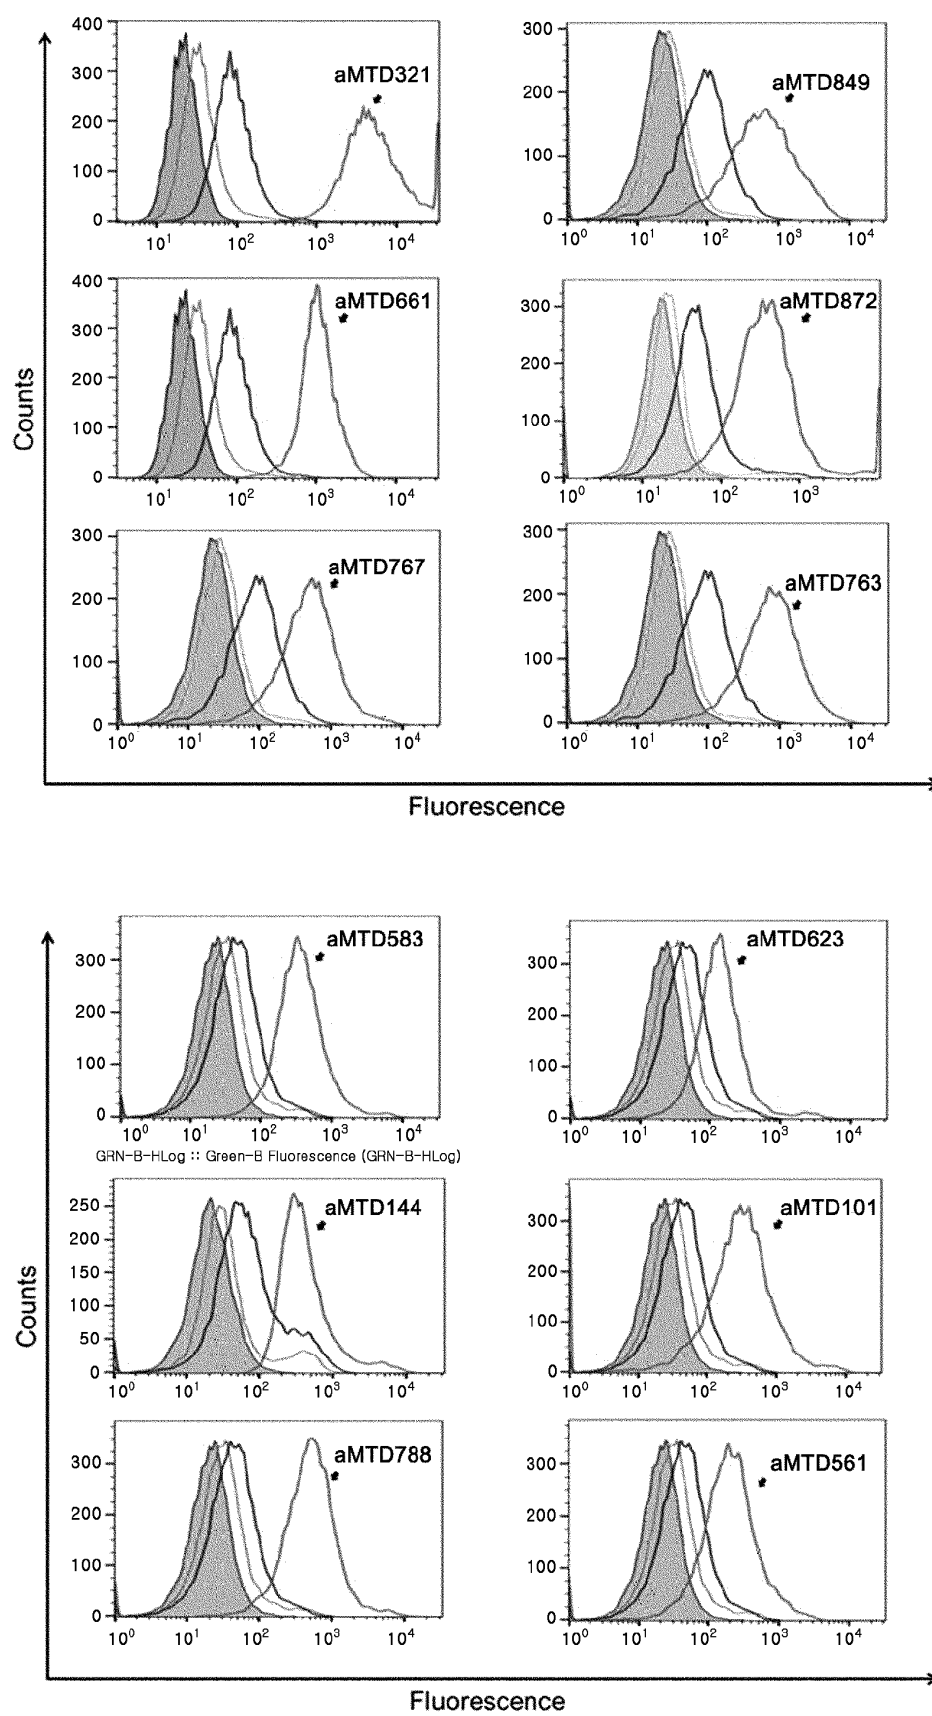 400
300
200
100
0
aMTD321
10¹ 10² 10³ 10⁴
300
200
100
0
aMTD849
10⁰ 10¹ 10² 10³ 10⁴
400
300
200
100
0
aMTD661
10¹ 10² 10³ 10⁴
300
200
100
0
aMTD872
10⁰ 10¹ 10² 10³
300
200
100
0
aMTD767
10⁰ 10¹ 10² 10³ 10⁴
300
200
100
0
aMTD763
10⁰ 10¹ 10² 10³ 10⁴
Counts
Fluorescence
300
200
100
0
aMTD583
10⁰ 10¹ 10² 10³ 10⁴
GRN-B-HLog :: Green-B Fluorescence (GRN-B-HLog)
300
200
100
0
aMTD623
10⁰ 10¹ 10² 10³ 10⁴
250
200
150
100
50
0
aMTD144
10⁰ 10¹ 10² 10³ 10⁴
300
200
100
0
aMTD101
10⁰ 10¹ 10² 10³ 10⁴
300
200
100
0
aMTD788
10⁰ 10¹ 10² 10³ 10⁴
300
200
100
0
aMTD561
10⁰ 10¹ 10² 10³ 10⁴
Counts
Fluorescence